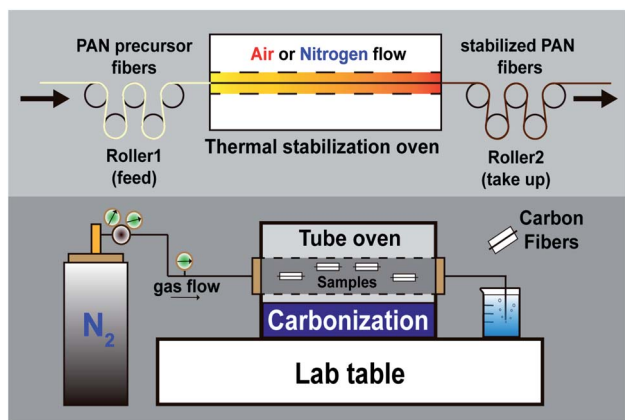 PAN precursor
fibers
Air or Nitrogen flow
stabilized PAN
fibers
Roller1
(feed)
Thermal stabilization oven
Roller2
(take up)
Carbon
Fibers
Tube oven
gas flow
Samples
N2
Carbonization
Lab table